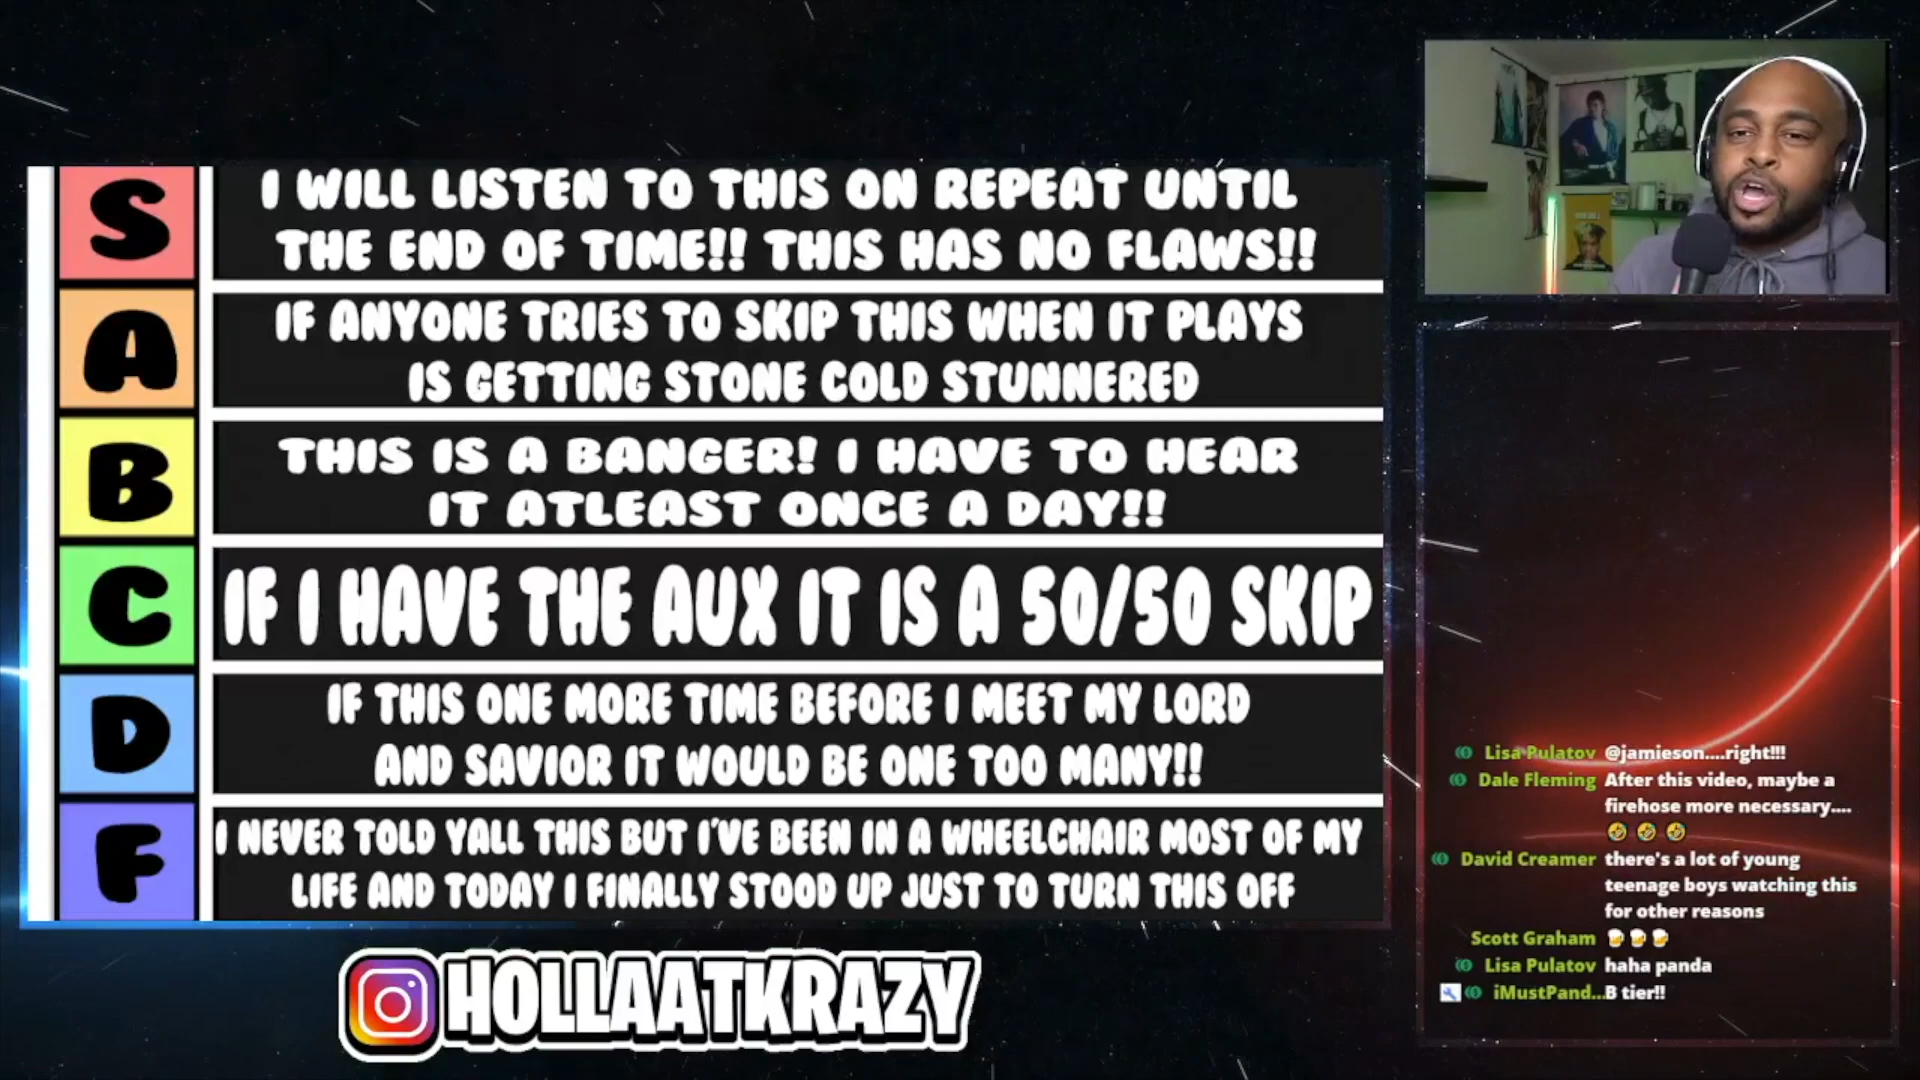 S
I WILL LISTEN TO THIS ON REPEAT UNTIL
THE END OF TIME!! THIS HAS NO FLAWS!!
A
IF ANYONE TRIES TO SKIP THIS WHEN IT PLAYS
IS GETTING STONE COLD STUNNERED
B
THIS IS A BANGER! I HAVE TO HEAR
IT ATLEAST ONCE A DAY!!
C
IF I HAVE THE AUX IT IS A 50/50 SKIP
D
IF THIS ONE MORE TIME BEFORE I MEET MY LORD
AND SAVIOR IT WOULD BE ONE TOO MANY!!
F
I NEVER TOLD YALL THIS BUT I'VE BEEN IN A WHEELCHAIR MOST OF MY
LIFE AND TODAY I FINALLY STOOD UP JUST TO TURN THIS OFF
HOLLAATKRAZY
Lisa Pulatov @jamieson....right!!!
Dale Fleming After this video, maybe a
firehose more necessary....
🤣 🤣 🤣
David Creamer there's a lot of young
teenage boys watching this
for other reasons
Scott Graham 🍺 🍺 🍺
Lisa Pulatov haha panda
iMustPand... B tier!!